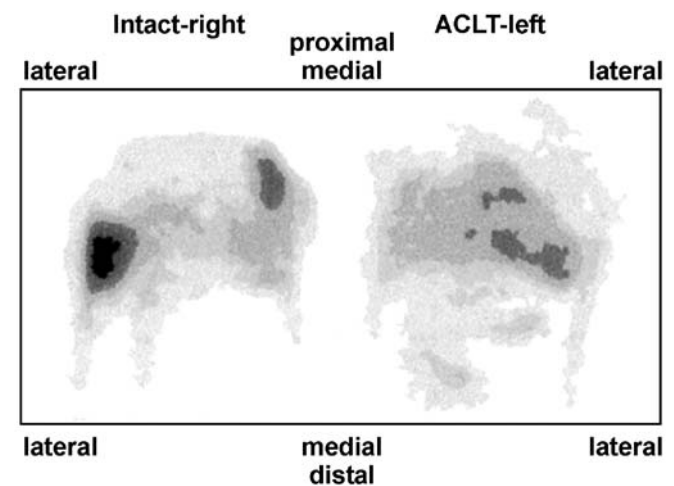 Intact-right
ACLT-left
proximal
lateral
medial
lateral
lateral
medial
lateral
distal